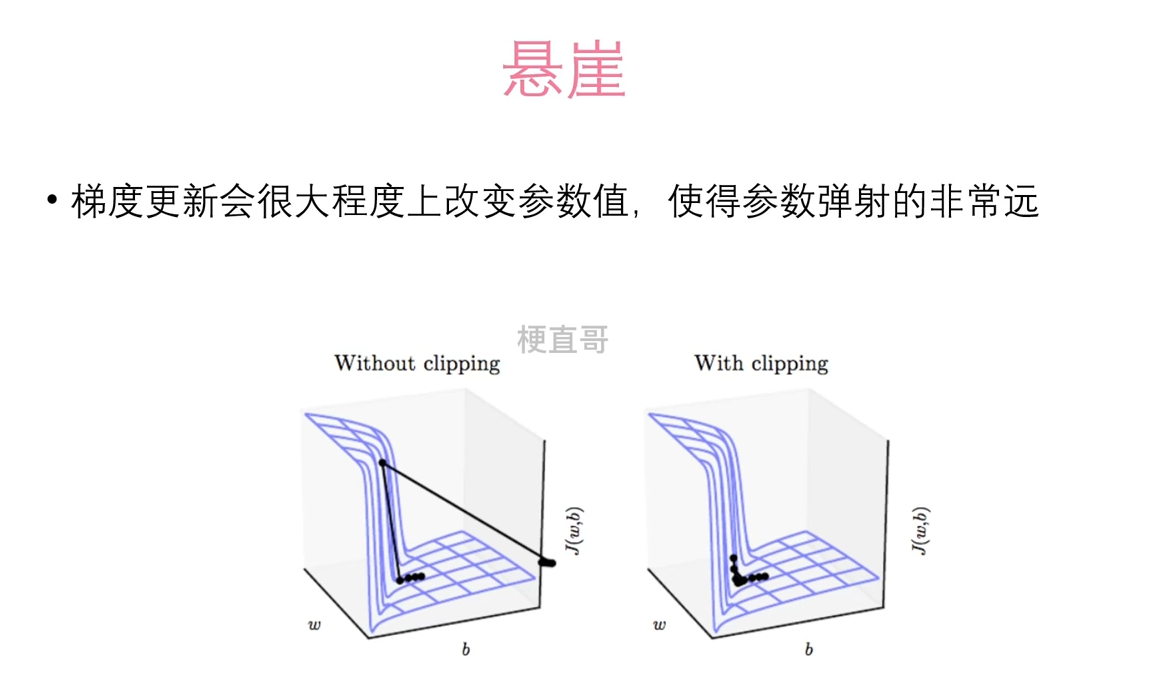 悬崖
• 梯度更新会很大程度上改变参数值，使得参数弹射的非常远
梗直哥
Without clipping
With clipping
J(w,b)
w
b
J(w,b)
w
b